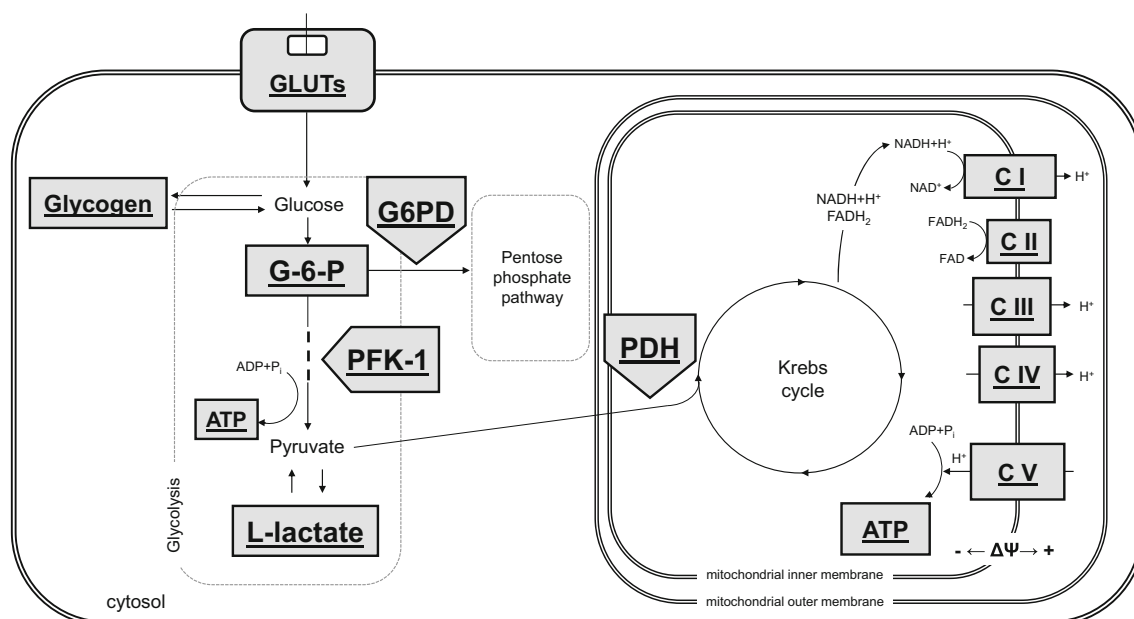 GLUTs
Glycogen
Glucose
G6PD
G-6-P
Pentose
phosphate
pathway
PFK-1
ADP+Pi
ATP
Pyruvate
L-lactate
Glycolysis
cytosol
PDH
Krebs
cycle
NADH+H⁺
FADH₂
NADH+H⁺
NAD⁺
C I
H⁺
FADH₂
FAD
C II
C III
H⁺
C IV
H⁺
ADP+Pi
H⁺
C V
ATP
- ← ΔΨ→ +
mitochondrial inner membrane
mitochondrial outer membrane